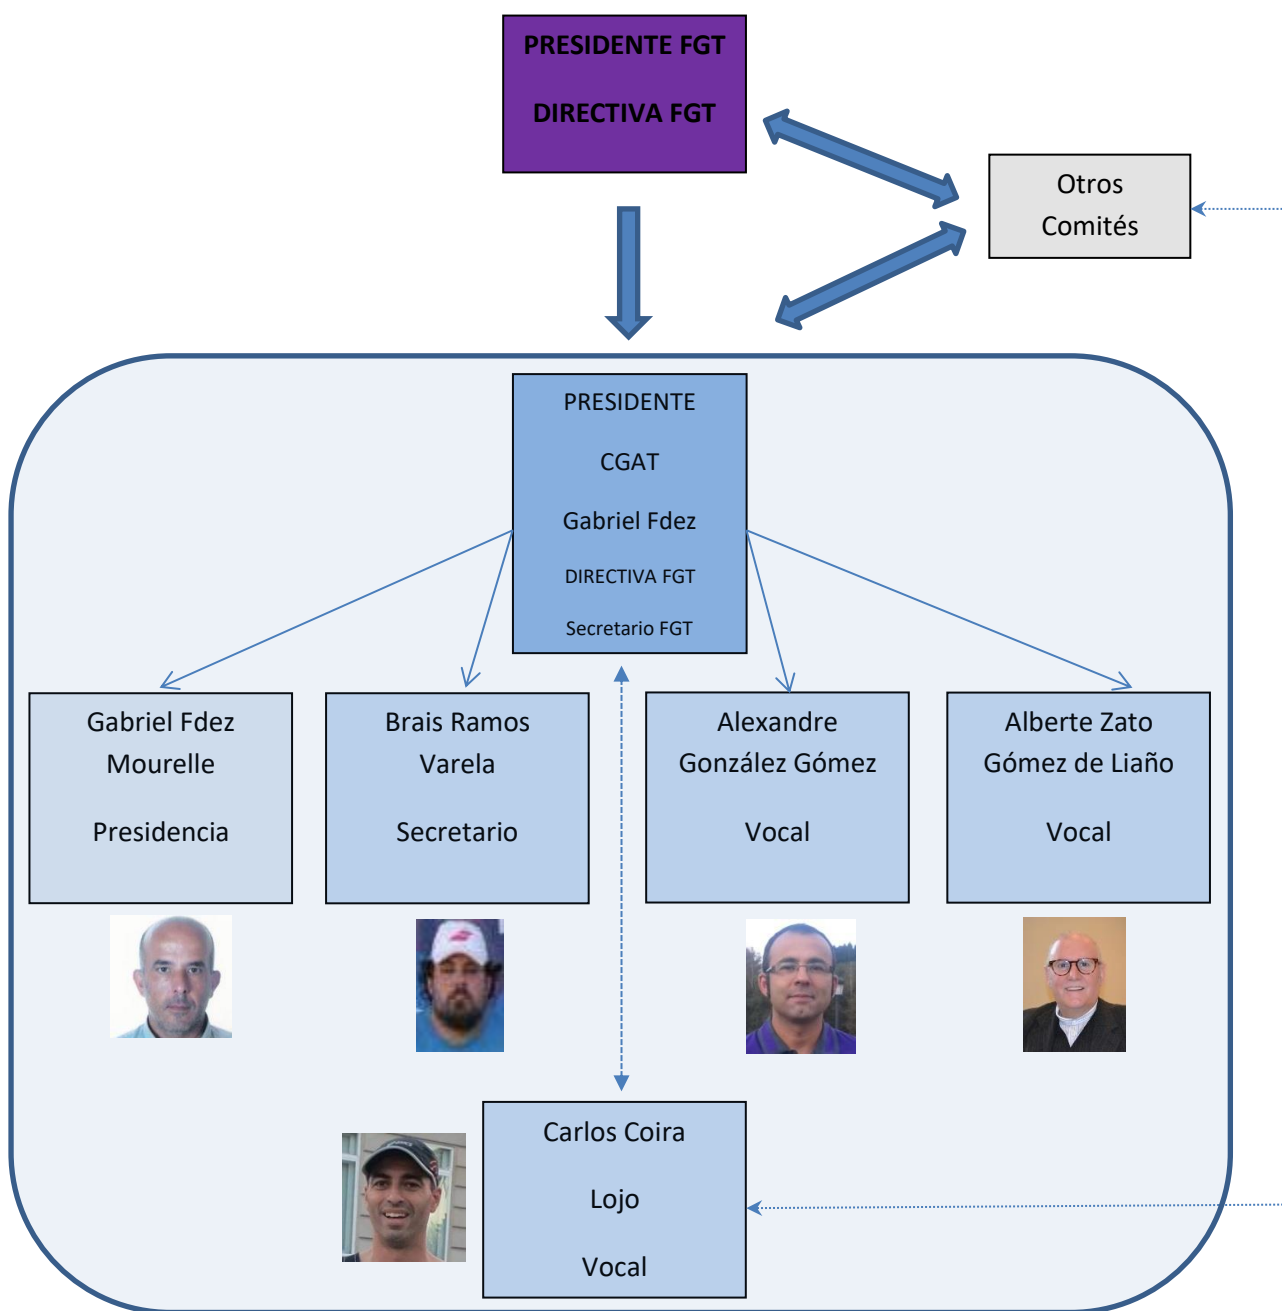 PRESIDENTE FGT
DIRECTIVA FGT
Otros
Comités
PRESIDENTE
CGAT
Gabriel Fdez
DIRECTIVA FGT
Secretario FGT
Gabriel Fdez
Mourelle
Presidencia
Brais Ramos
Varela
Secretario
Alexandre
González Gómez
Vocal
Alberte Zato
Gómez de Liaño
Vocal
Carlos Coira
Lojo
Vocal